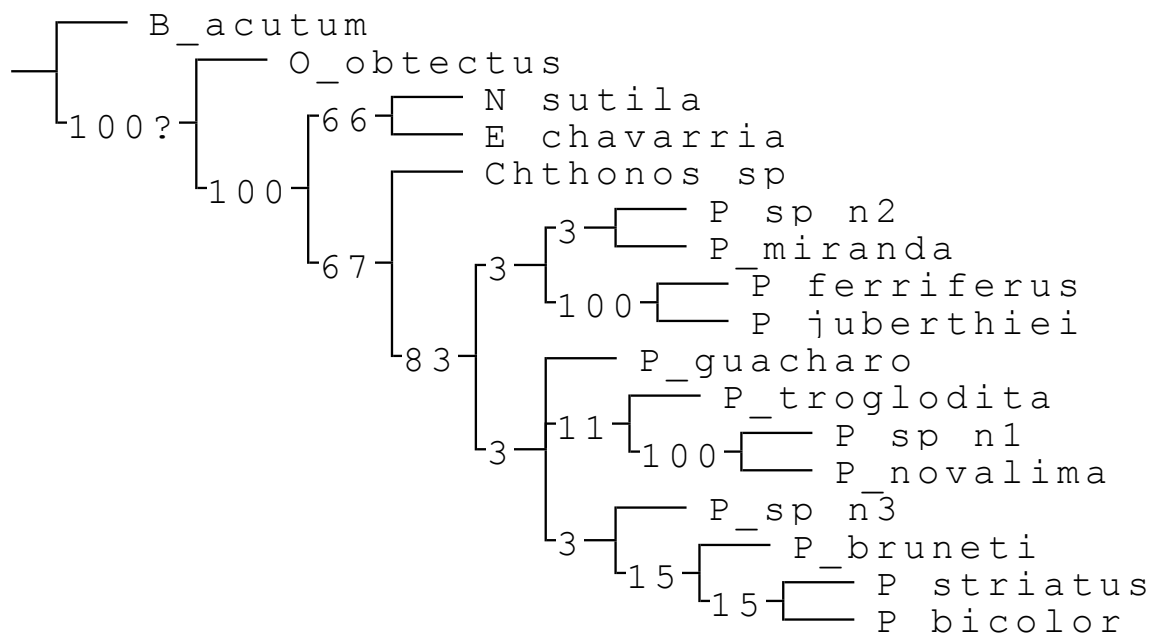 B_acutum
O_obtectus
100?
N sutila
66
E chavarria
Chthonos sp
100
P sp n2
3
P_miranda
67
3
P ferriferus
100
P juberthiei
83
P_guacharo
P_troglodita
11
P sp n1
3
100
P_novalima
P_sp n3
3
P_bruneti
15
P striatus
15
P bicolor